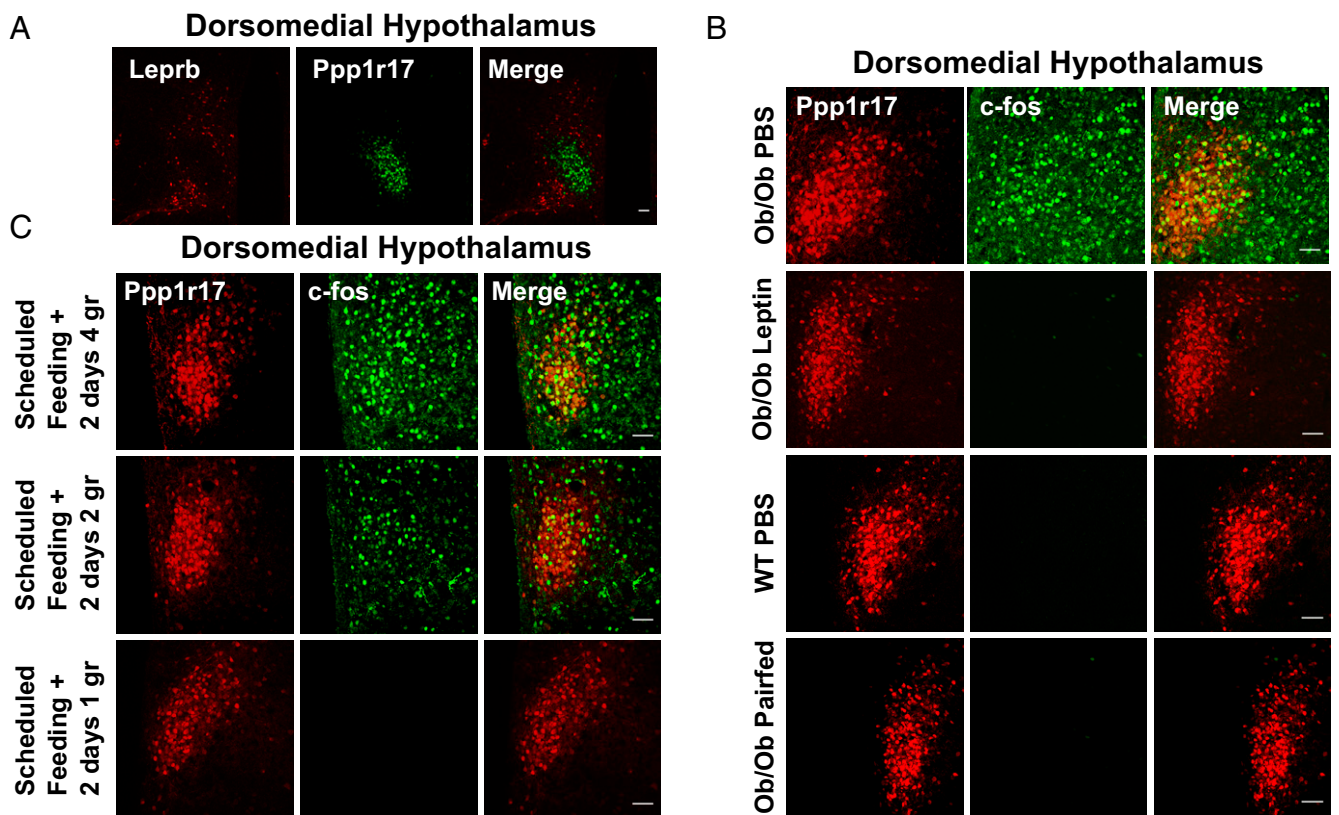 A
Dorsomedial Hypothalamus
Leprb
Ppp1r17
Merge
C
Dorsomedial Hypothalamus
Scheduled
Feeding +
2 days 4 gr
Ppp1r17
c-fos
Merge
Scheduled
Feeding +
2 days 2 gr
Scheduled
Feeding +
2 days 1 gr
B
Dorsomedial Hypothalamus
Ob/Ob PBS
Ppp1r17
c-fos
Merge
Ob/Ob Leptin
WT PBS
Ob/Ob Pairfed